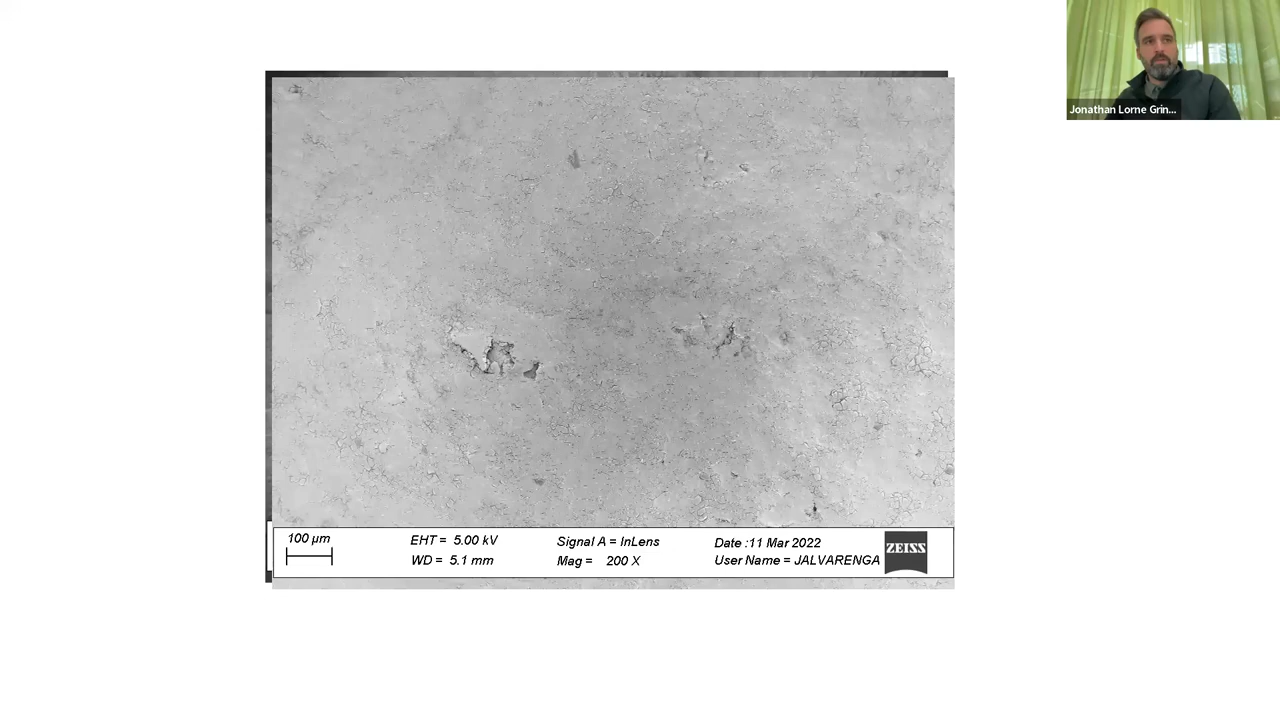 Jonathan Lorne Grin...
100 µm
EHT = 5.00 kV
WD = 5.1 mm
Signal A = InLens
Mag = 200 X
Date :11 Mar 2022
User Name = JALVARENGA
ZEISS